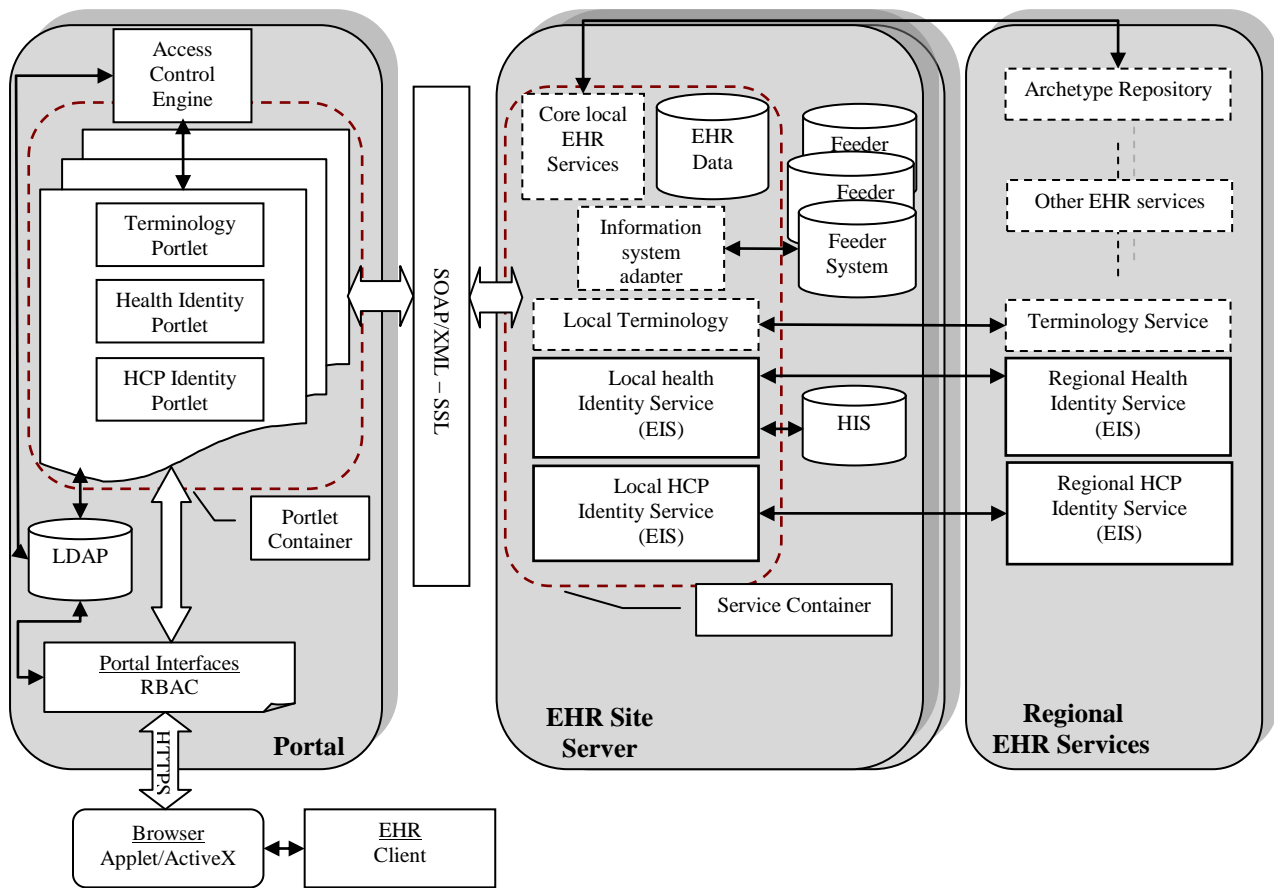 Access
Control
Engine
Terminology
Portlet
Health Identity
Portlet
HCP Identity
Portlet
Portlet
Container
LDAP
Portal Interfaces
RBAC
Portal
HTTPS
Browser
Applet/ActiveX
EHR
Client
SOAP/XML – SSL
Core local
EHR
Services
EHR
Data
Feeder
Feeder
Feeder
System
Information
system
adapter
Local Terminology
Local health
Identity Service
(EIS)
HIS
Local HCP
Identity Service
(EIS)
Service Container
EHR Site
Server
Archetype Repository
Other EHR services
Terminology Service
Regional Health
Identity Service
(EIS)
Regional HCP
Identity Service
(EIS)
Regional
EHR Services